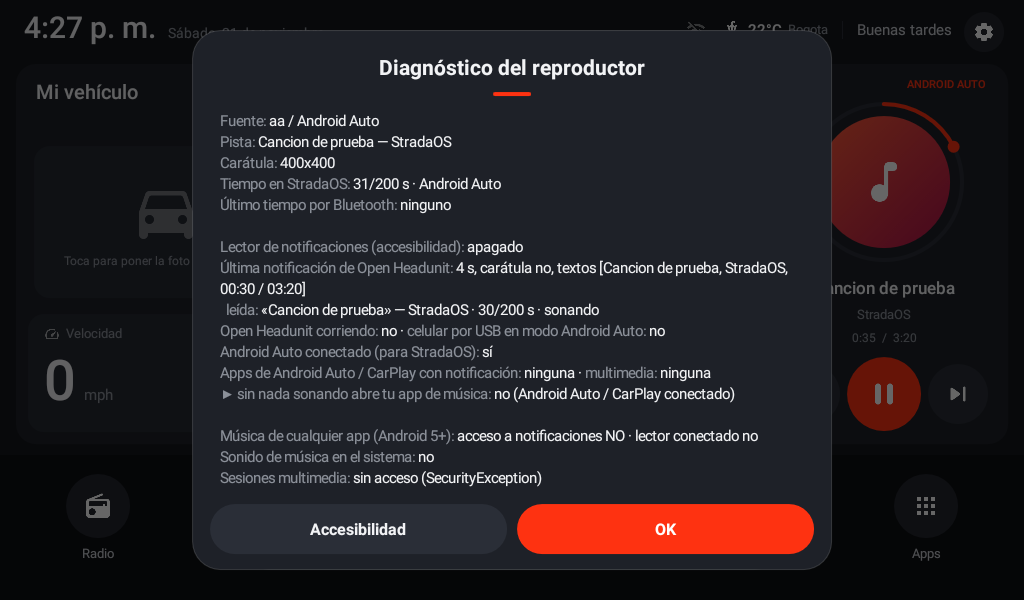 4:27 p. m.
22°C Bogota
Buenas tardes
Mi vehículo
ANDROID AUTO
Diagnóstico del reproductor
Fuente: aa / Android Auto
Pista: Cancion de prueba — StradaOS
Carátula: 400x400
Tiempo en StradaOS: 31/200 s · Android Auto
Último tiempo por Bluetooth: ninguno
Lector de notificaciones (accesibilidad): apagado
Última notificación de Open Headunit: 4 s, carátula no, textos [Cancion de prueba, StradaOS,
00:30 / 03:20]
leída: «Cancion de prueba» — StradaOS · 30/200 s · sonando
Open Headunit corriendo: no · celular por USB en modo Android Auto: no
Android Auto conectado (para StradaOS): sí
Apps de Android Auto / CarPlay con notificación: ninguna · multimedia: ninguna
► sin nada sonando abre tu app de música: no (Android Auto / CarPlay conectado)
Música de cualquier app (Android 5+): acceso a notificaciones NO · lector conectado no
Sonido de música en el sistema: no
Sesiones multimedia: sin acceso (SecurityException)
Accesibilidad
OK
Toca para poner la foto
Velocidad
0 mph
ncion de prueba
StradaOS
0:35 / 3:20
Radio
Apps